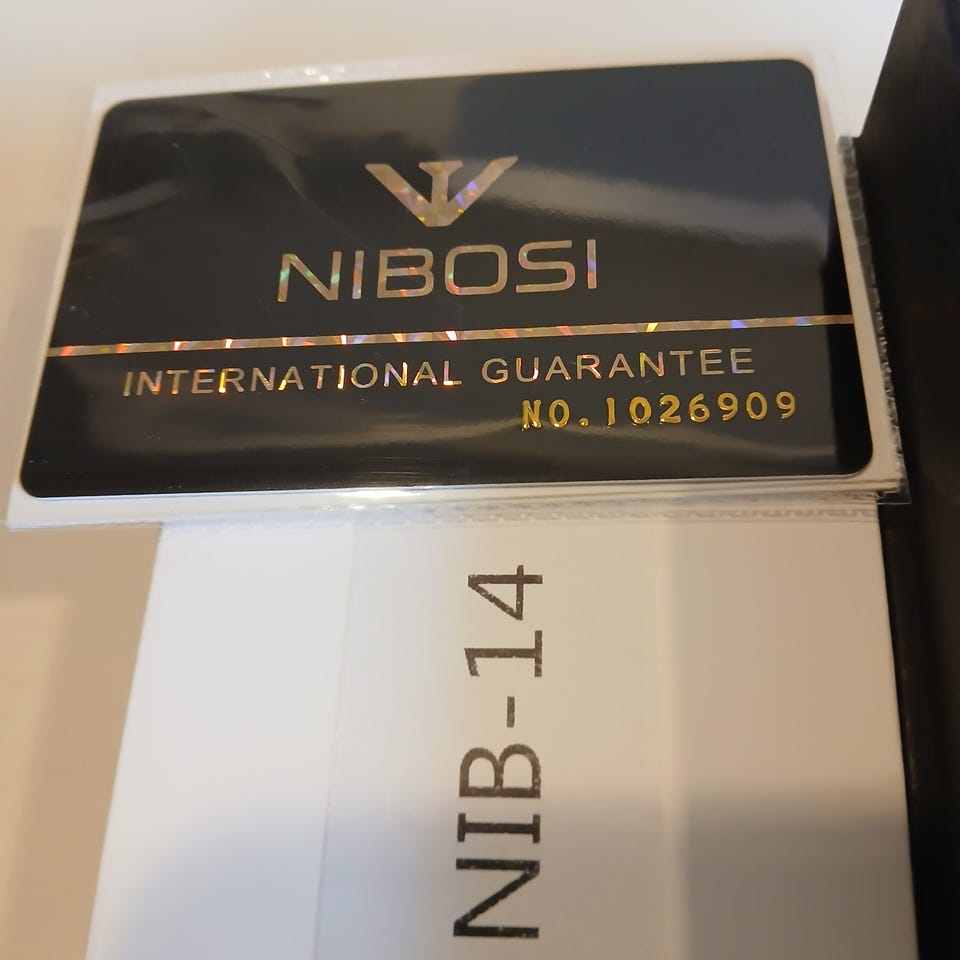 NIBOSI
INTERNATIONAL GUARANTEE
NO.1026909
NIB-14